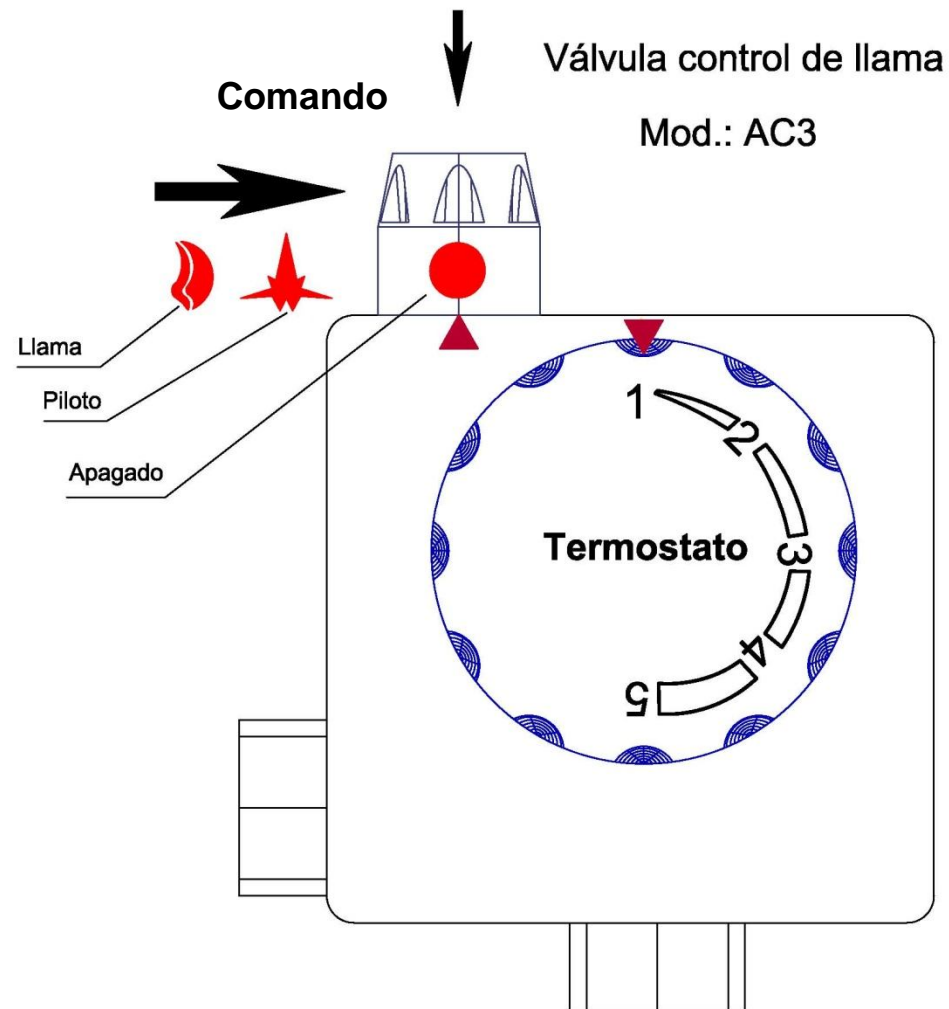 Válvula control de llama
Mod.: AC3
Comando
Llama
Piloto
Apagado
1
2
3
4
5
Termostato